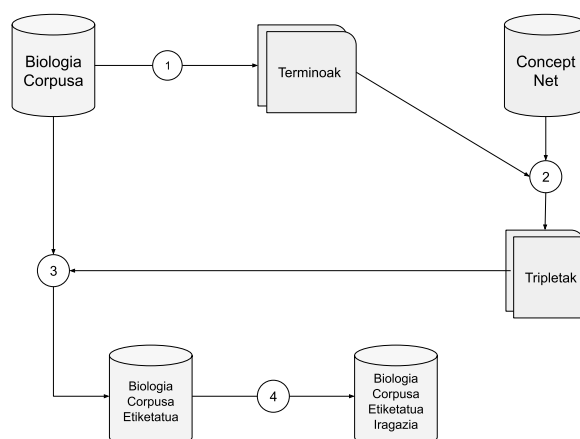 Biologia
Corpusa
1
Terminoak
Concept
Net
2
3
Tripletak
Biologia
Corpusa
Etiketatua
4
Biologia
Corpusa
Etiketatua
Iragazia